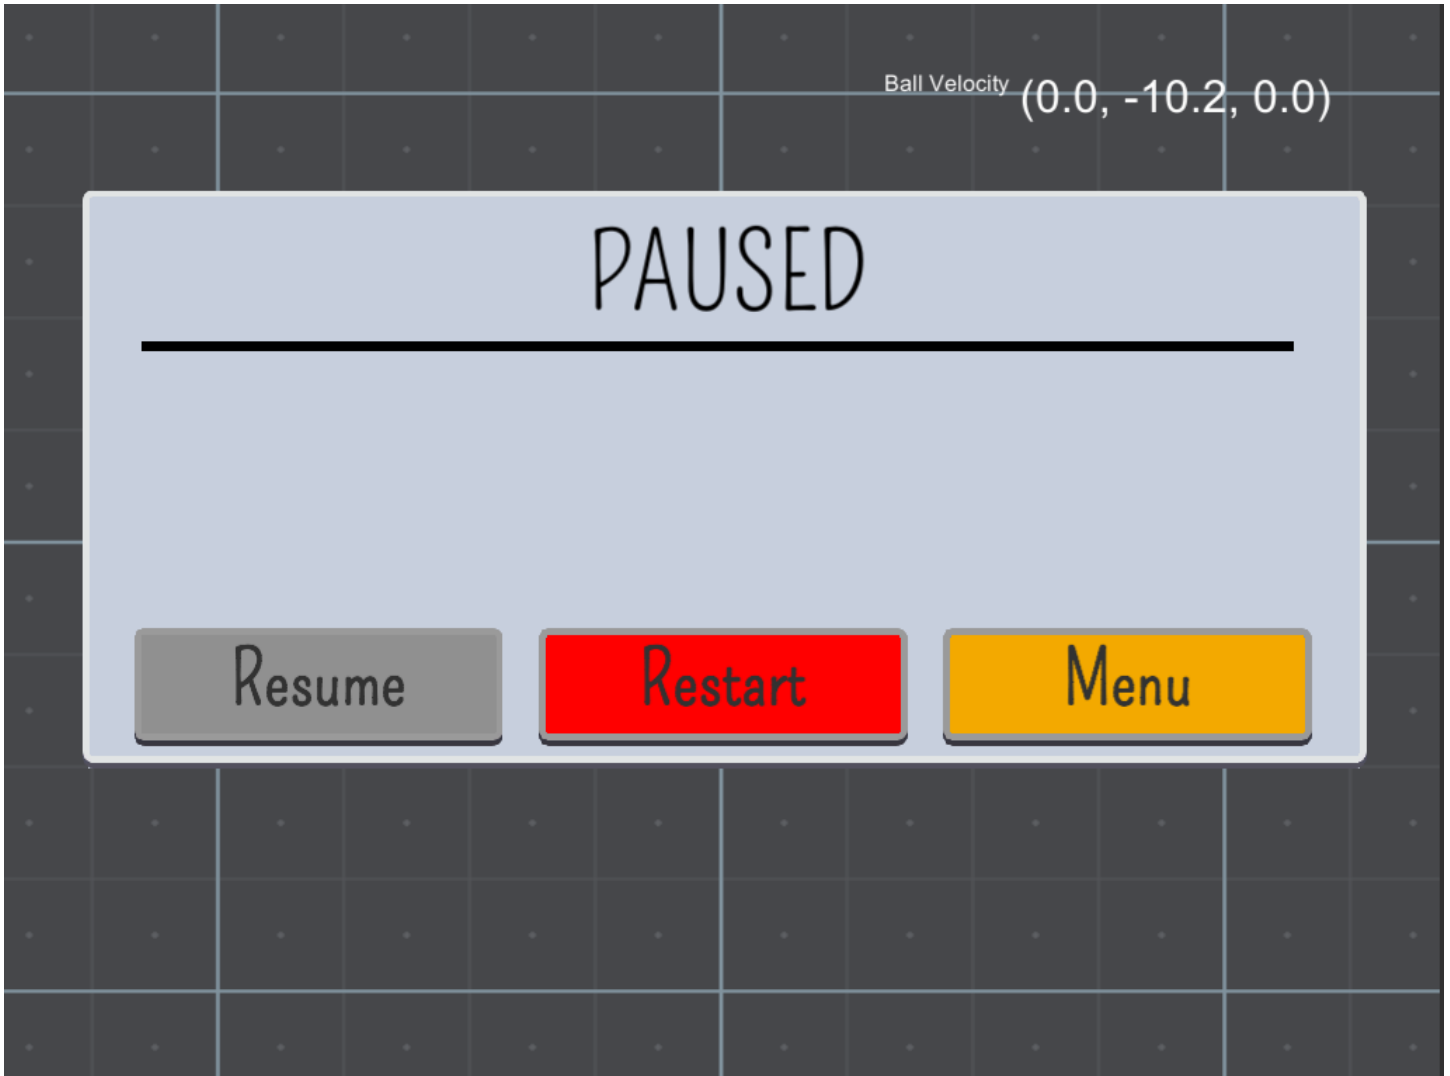 Ball Velocity (0.0, -10.2, 0.0)
PAUSED
Resume Restart Menu